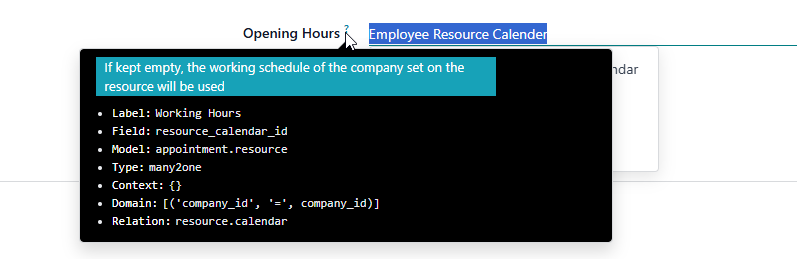 Opening Hours ?
Employee Resource Calender
If kept empty, the working schedule of the company set on the
resource will be used
ndar
• Label: Working Hours
• Field: resource_calendar_id
• Model: appointment.resource
• Type: many2one
• Context: {}
• Domain: [('company_id', '=', company_id)]
• Relation: resource.calendar